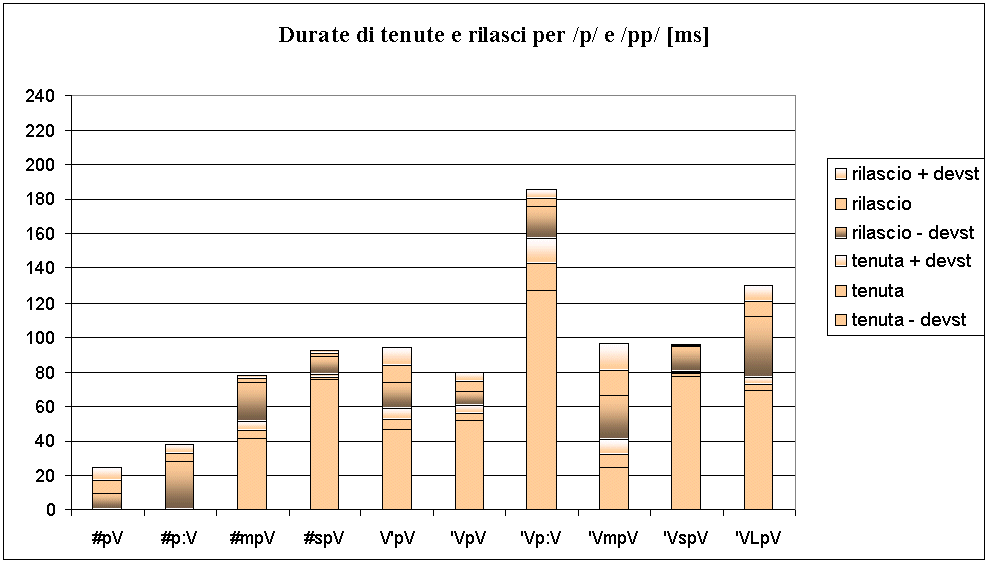 Durate di tenute e rilasci per /p/ e /pp/ [ms]
240
220
200
180
160
140
120
100
80
60
40
20
0
#pV #p:V #mpV #spV V'pV 'VpV 'Vp:V 'VmpV 'VspV 'VLpV
rilascio + devst
rilascio
rilascio - devst
tenuta + devst
tenuta
tenuta - devst